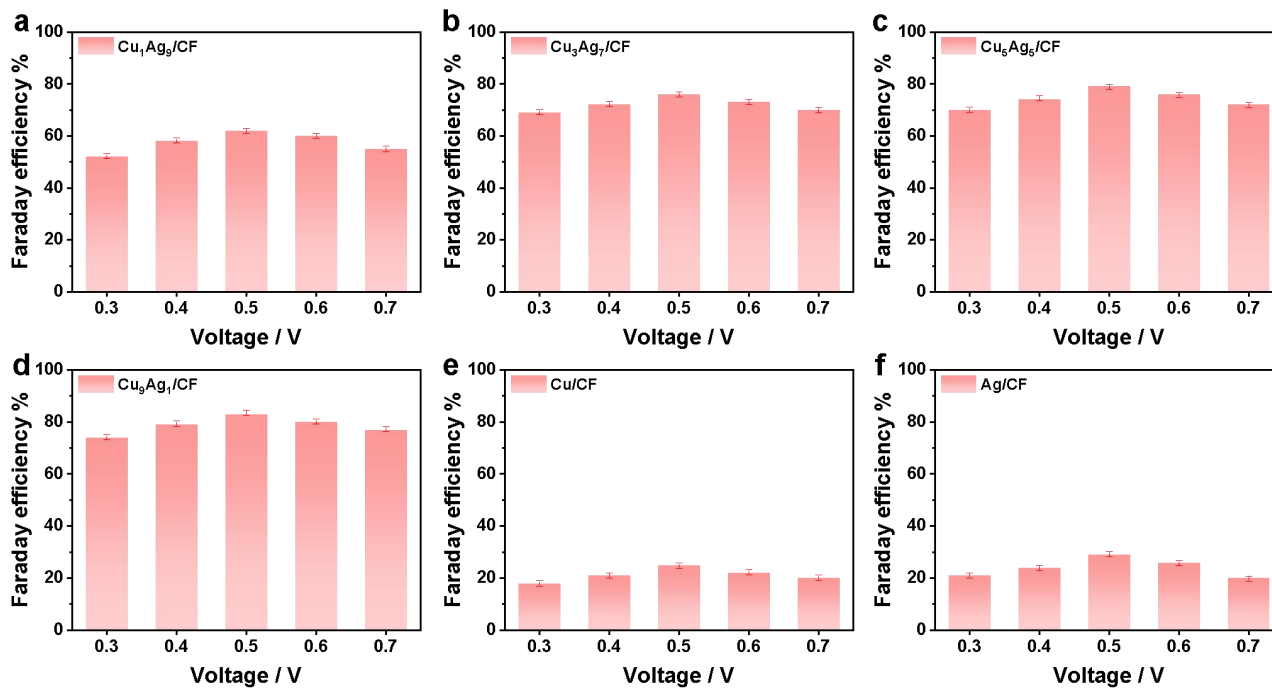 a
Cu₁Ag₉/CF
Faraday efficiency %
100
80
60
40
20
0
0.3 0.4 0.5 0.6 0.7
Voltage / V
b
Cu₃Ag₇/CF
Faraday efficiency %
100
80
60
40
20
0
0.3 0.4 0.5 0.6 0.7
Voltage / V
c
Cu₅Ag₅/CF
Faraday efficiency %
100
80
60
40
20
0
0.3 0.4 0.5 0.6 0.7
Voltage / V
d
Cu₉Ag₁/CF
Faraday efficiency %
100
80
60
40
20
0
0.3 0.4 0.5 0.6 0.7
Voltage / V
e
Cu/CF
Faraday efficiency %
100
80
60
40
20
0
0.3 0.4 0.5 0.6 0.7
Voltage / V
f
Ag/CF
Faraday efficiency %
100
80
60
40
20
0
0.3 0.4 0.5 0.6 0.7
Voltage / V